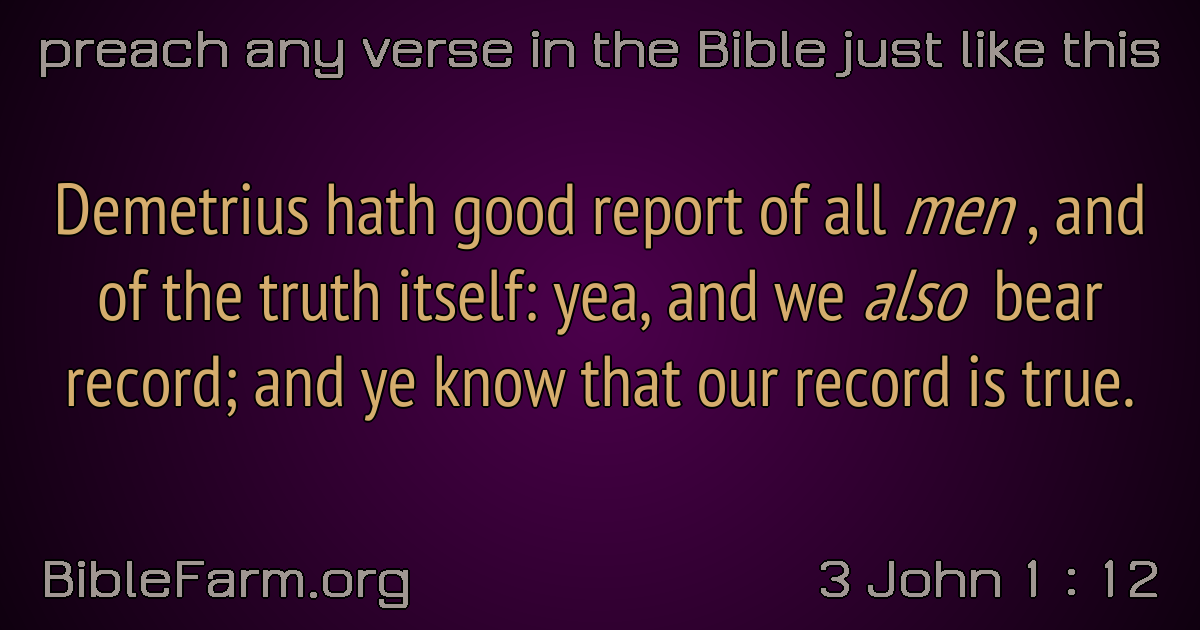 preach any verse in the Bible just like this
Demetrius hath good report of all men , and
of the truth itself: yea, and we also bear
record; and ye know that our record is true.
BibleFarm.org
3 John 1 : 12